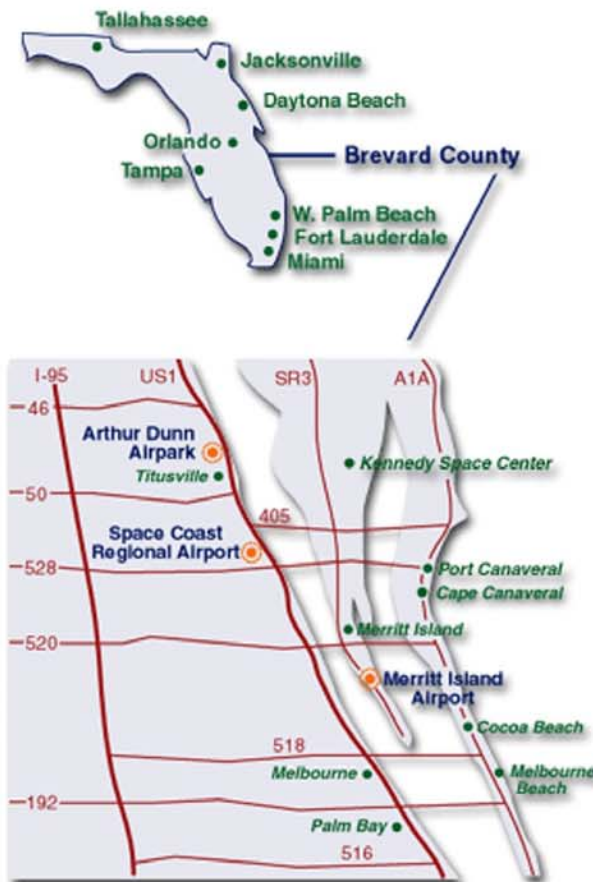 Tallahassee
Jacksonville
Daytona Beach
Orlando
Brevard County
Tampa
W. Palm Beach
Fort Lauderdale
Miami
I-95
US1
SR3
A1A
46
Arthur Dunn
Airpark
Titusville
Kennedy Space Center
50
405
Space Coast
Regional Airport
528
Port Canaveral
Cape Canaveral
Merritt Island
520
Merritt Island
Airport
Cocoa Beach
518
Melbourne
Melbourne
Beach
192
Palm Bay
516